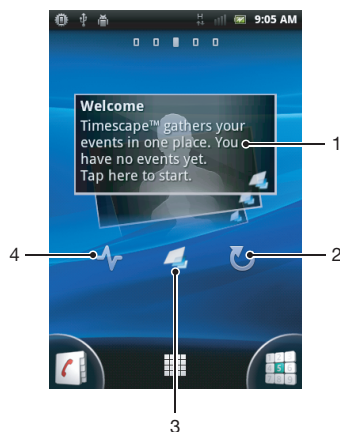 H
9:05 AM
Welcome
Timescape™ gathers your
events in one place. You
have no events yet.
Tap here to start.
1
4
2
5
3